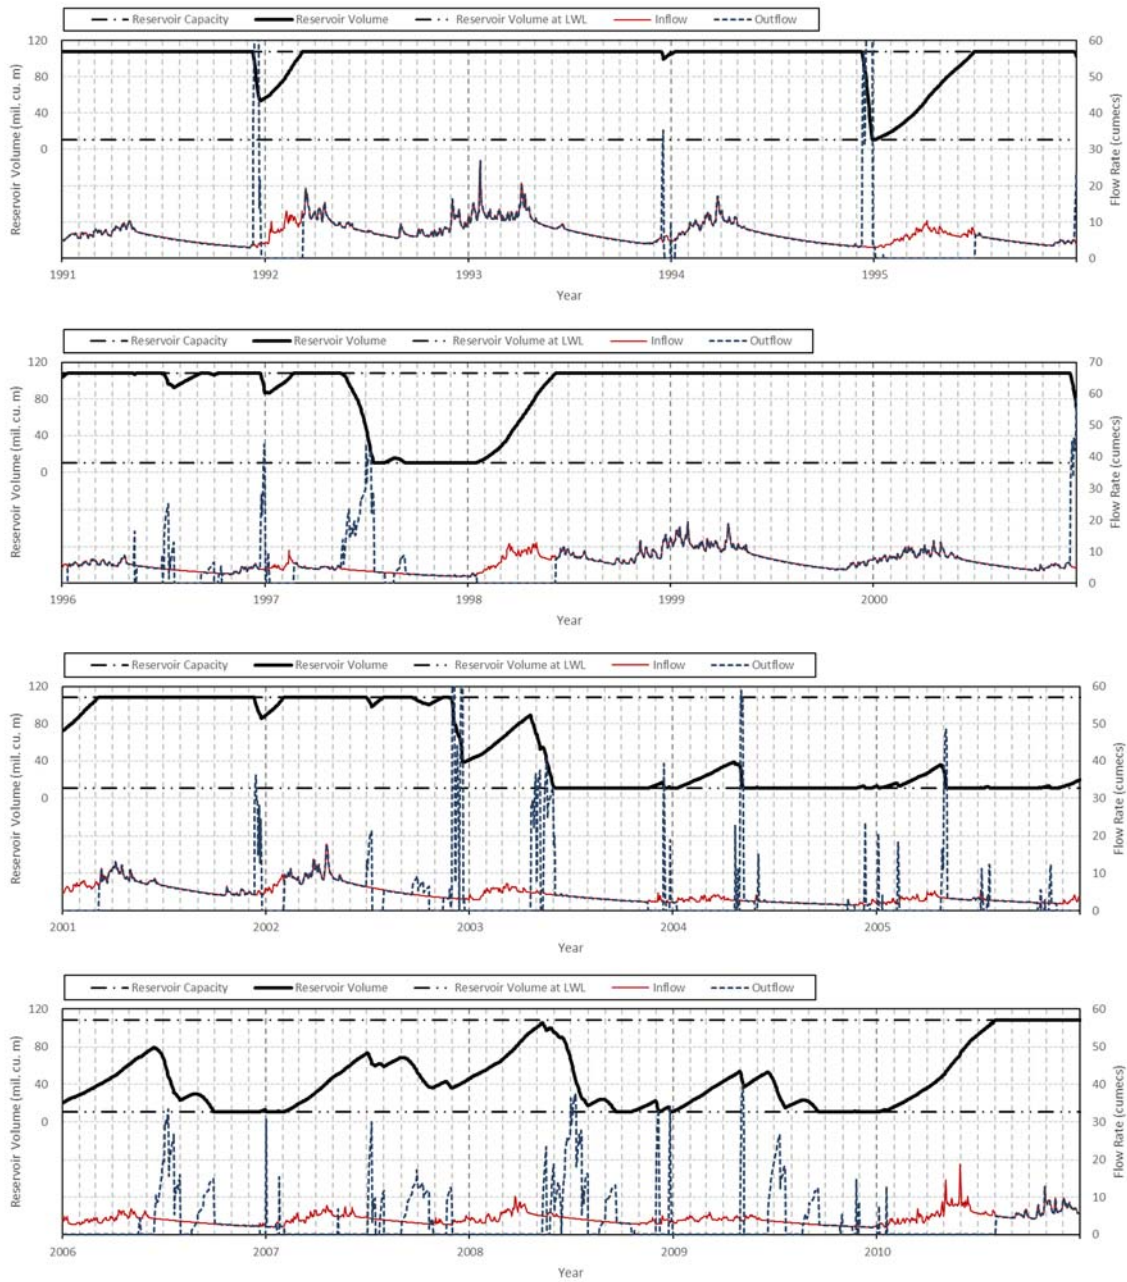 Reservoir Capacity Reservoir Volume Reservoir Volume at LWL Inflow Outflow
120 60
50
80 40
40 30
0 20
10
0
Reservoir Volume (mil. cu. m)
Flow Rate (cumecs)
1991 1992 1993 1994 1995
Year
Reservoir Capacity Reservoir Volume Reservoir Volume at LWL Inflow Outflow
120 70
60
80 50
40 40
0 30
20
10
0
Reservoir Volume (mil. cu. m)
Flow Rate (cumecs)
1996 1997 1998 1999 2000
Year
Reservoir Capacity Reservoir Volume Reservoir Volume at LWL Inflow Outflow
120 60
50
80 40
40 30
0 20
10
0
Reservoir Volume (mil. cu. m)
Flow Rate (cumecs)
2001 2002 2003 2004 2005
Year
Reservoir Capacity Reservoir Volume Reservoir Volume at LWL Inflow Outflow
120 60
50
80 40
40 30
0 20
10
0
Reservoir Volume (mil. cu. m)
Flow Rate (cumecs)
2006 2007 2008 2009 2010
Year